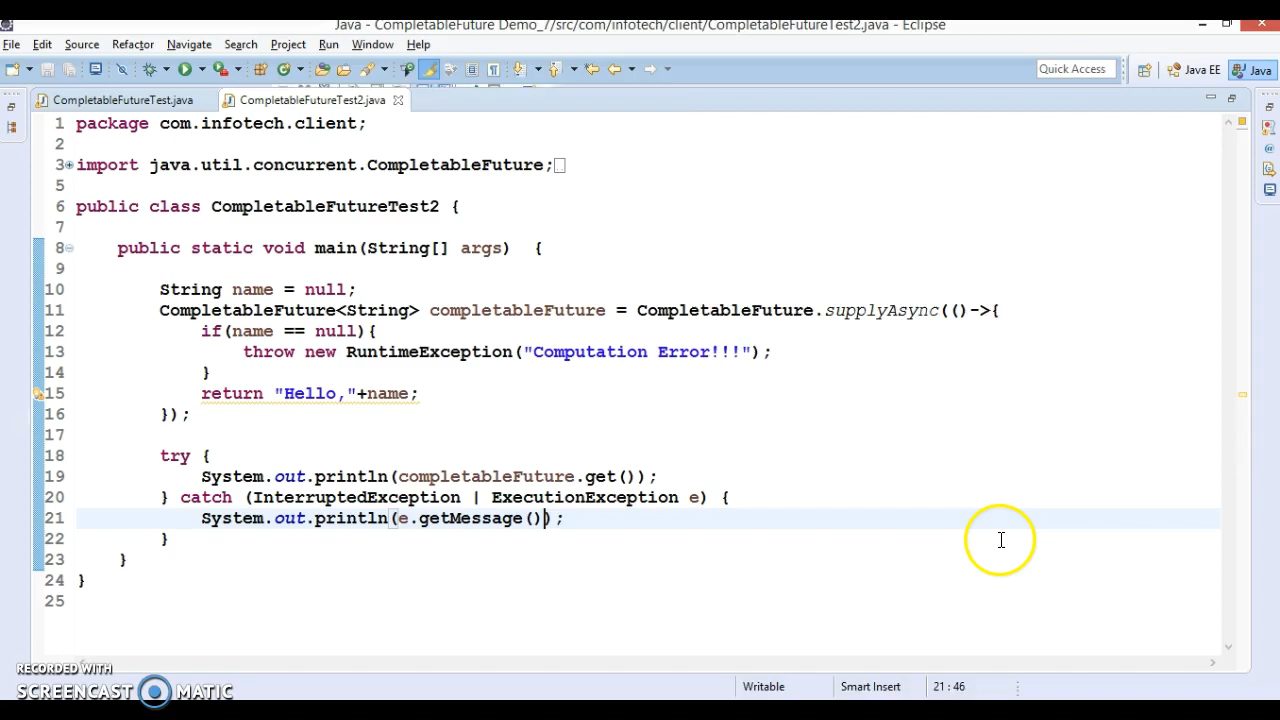 Java - CompletableFuture Demo_7/src/com/infotech/client/CompletableFutureTest2.java - Eclipse
File Edit Source Refactor Navigate Search Project Run Window Help
Quick Access Java EE Java
CompletableFutureTest.java CompletableFutureTest2.java
1 package com.infotech.client;
2
3 import java.util.concurrent.CompletableFuture;
5
6 public class CompletableFutureTest2 {
7
8 public static void main(String[] args) {
9
10 String name = null;
11 CompletableFuture<String> completableFuture = CompletableFuture.supplyAsync(()->{
12 if(name == null){
13 throw new RuntimeException("Computation Error!!!");
14 }
15 return "Hello,"+name;
16 });
17
18 try {
19 System.out.println(completableFuture.get());
20 } catch (InterruptedException | ExecutionException e) {
21 System.out.println(e.getMessage());
22 }
23 }
24 }
25
RECORDED WITH
SCREENCAST MATIC
Writable Smart Insert 21 : 46